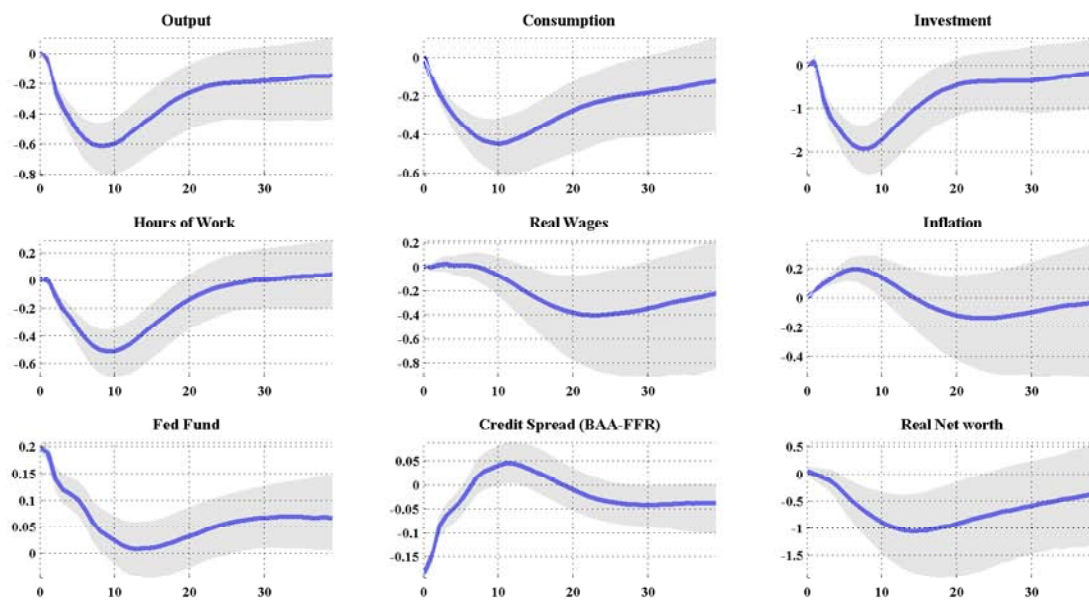 Output
Consumption
Investment
0
-0.2
-0.4
-0.6
-0.8
0 10 20 30
0
-0.2
-0.4
-0.6
0 10 20 30
0
-1
-2
0 10 20 30
Hours of Work
Real Wages
Inflation
0.2
0
-0.2
-0.4
-0.6
0 10 20 30
0.2
0
-0.2
-0.4
-0.6
-0.8
0 10 20 30
0.2
0
-0.2
-0.4
0 10 20 30
Fed Fund
Credit Spread (BAA-FFR)
Real Net worth
0.2
0.15
0.1
0.05
0
0 10 20 30
0.05
0
-0.05
-0.1
-0.15
0 10 20 30
0.5
0
-0.5
-1
-1.5
0 10 20 30